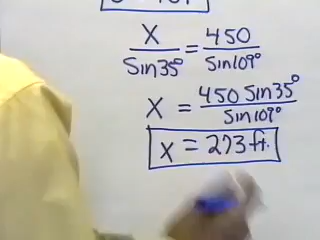 X/Sin35° = 450/Sin109°
X = 450 Sin35°/Sin109°
X = 273 ft.